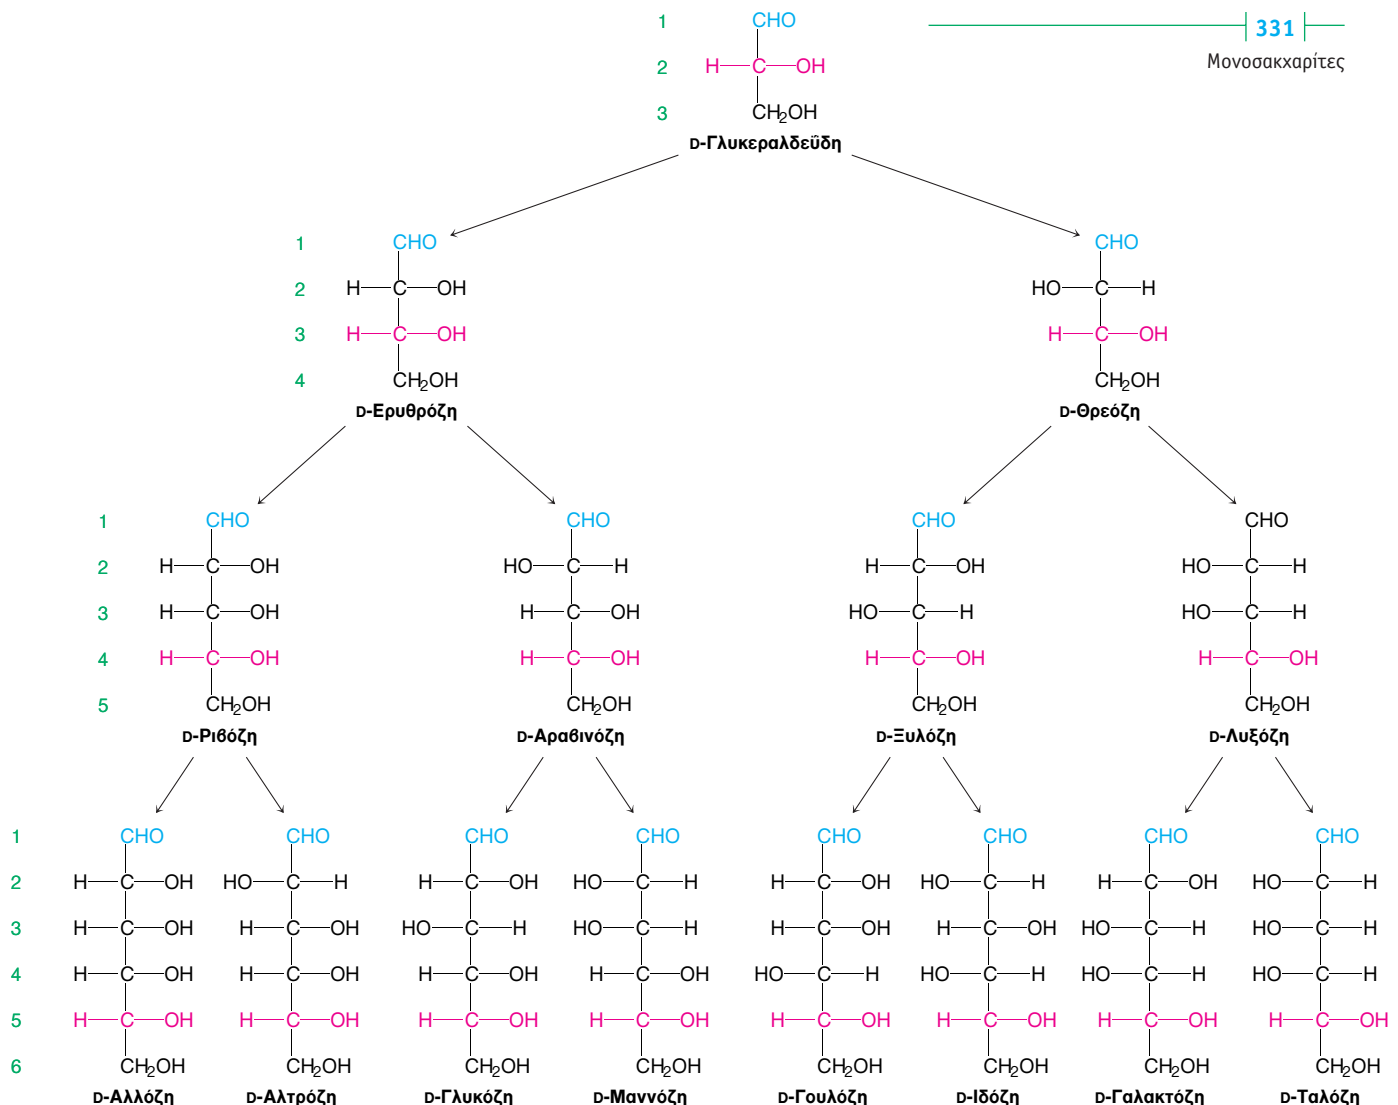 1 CHO 331
2 H C OH Μονοσακχαρίτες
3 CH2OH
D-Γλυκεραλδεΰδη
1 CHO CHO
2 H C OH HO C H
3 H C OH H C OH
4 CH2OH CH2OH
D-Ερυθρόζη D-Θρεόζη
1 CHO CHO CHO CHO
2 H C OH HO C H H C OH HO C H
3 H C OH H C OH HO C H HO C H
4 H C OH H C OH H C OH H C OH
5 CH2OH CH2OH CH2OH CH2OH
D-Ριβόζη D-Αραβινόζη D-Ξυλόζη D-Λυξόζη
1 CHO CHO CHO CHO CHO CHO CHO CHO
2 H C OH HO C H H C OH HO C H H C OH HO C H H C OH HO C H
3 H C OH H C OH HO C H HO C H H C OH H C OH HO C H HO C H
4 H C OH H C OH H C OH H C OH HO C H HO C H HO C H HO C H
5 H C OH H C OH H C OH H C OH H C OH H C OH H C OH H C OH
6 CH2OH CH2OH CH2OH CH2OH CH2OH CH2OH CH2OH CH2OH
D-Αλλόζη D-Αλτρόζη D-Γλυκόζη D-Μαννόζη D-Γουλόζη D-Ιδόζη D-Γαλακτόζη D-Ταλόζη